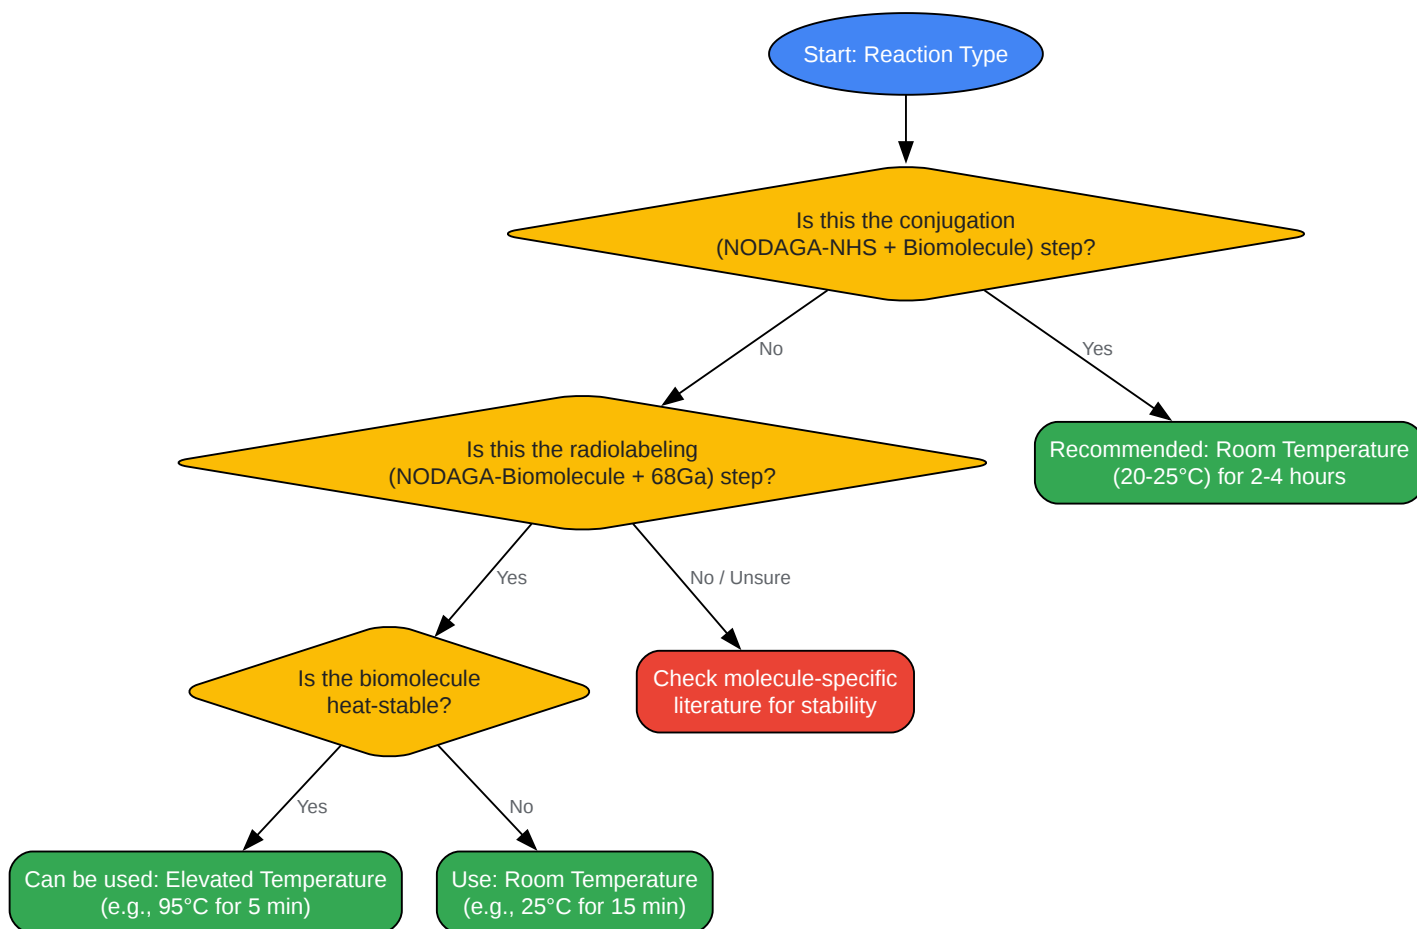 Start: Reaction Type
Is this the conjugation
(NODAGA-NHS + Biomolecule) step?
No
Yes
Is this the radiolabeling
(NODAGA-Biomolecule + 68Ga) step?
Recommended: Room Temperature
(20-25°C) for 2-4 hours
Yes
No / Unsure
Is the biomolecule
heat-stable?
Check molecule-specific
literature for stability
Yes
No
Can be used: Elevated Temperature
(e.g., 95°C for 5 min)
Use: Room Temperature
(e.g., 25°C for 15 min)